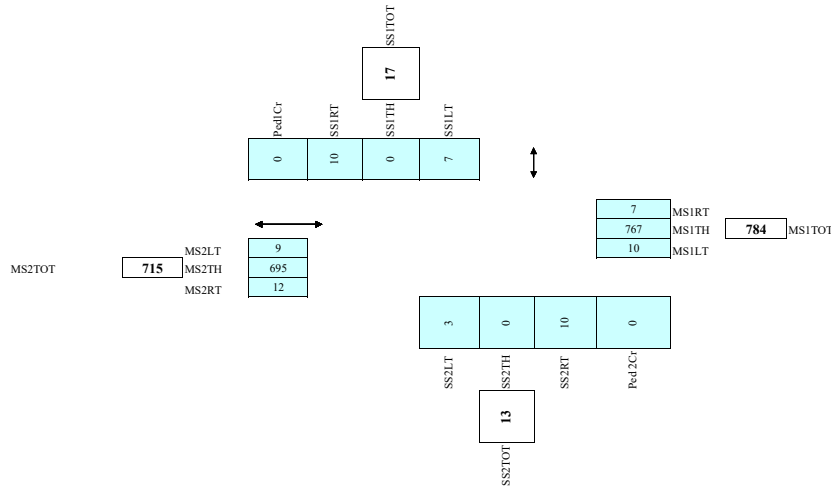 SS1TOT
17
Ped1Cr
SS1RT
SS1TH
SS1LT
0
10
0
7
7 MS1RT
767 MS1TH 784 MS1TOT
10 MS1LT
MS2LT 9
MS2TOT 715 MS2TH 695
MS2RT 12
3
0
10
0
SS2LT
SS2TH
SS2RT
Ped2Cr
13
SS2TOT